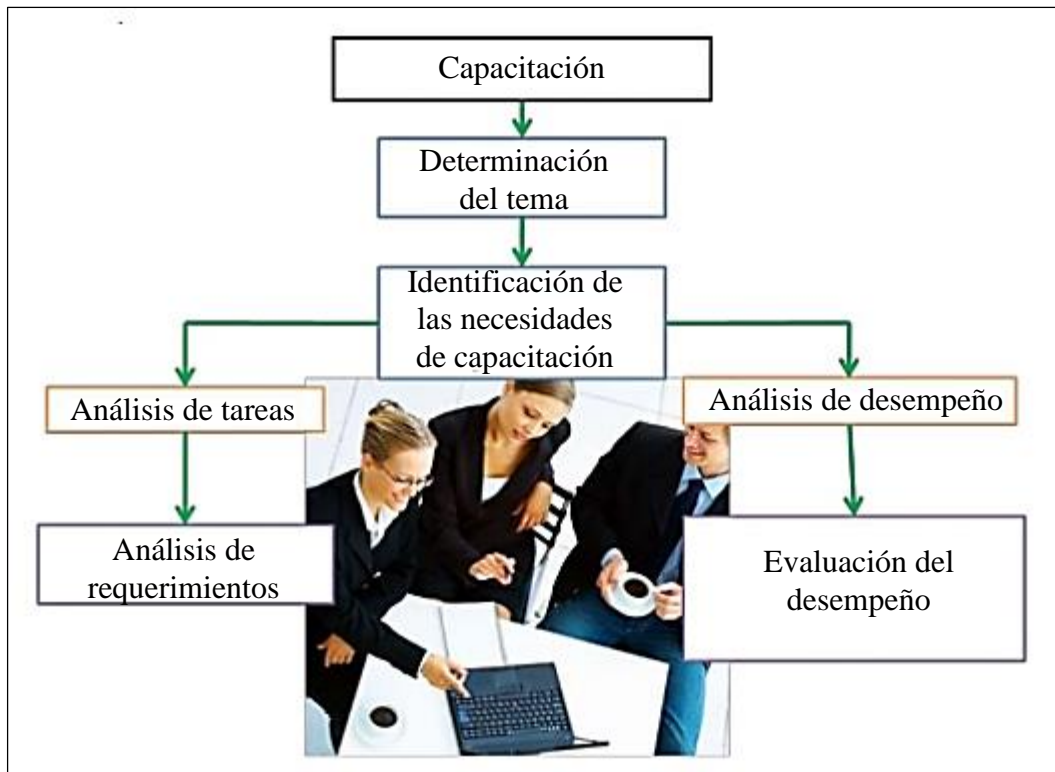 Capacitación
Determinación
del tema
Identificación de
las necesidades
de capacitación
Análisis de tareas
Análisis de desempeño
Análisis de
requerimientos
Evaluación del
desempeño